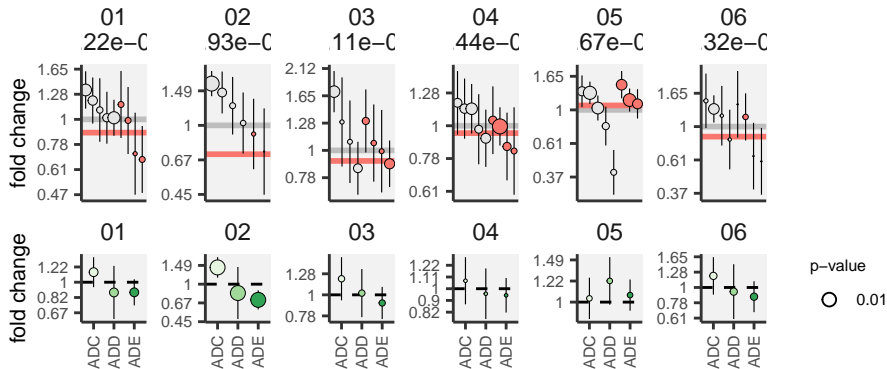 01 02 03 04 05 06
.22e−0 .93e−0 .11e−0 .44e−0 .67e−0 .32e−0
fold change
1.65 1.28 1 0.78 0.61 0.47
1.49 1 0.67 0.45
2.12 1.65 1.28 1 0.78
1.28 1 0.78 0.61
1.65 1 0.61 0.37
1.65 1 0.61 0.37
01 02 03 04 05 06
fold change
1.22 1 0.82 0.67
1.49 1 0.67 0.45
1.28 1 0.78
1.22 1.11 1 0.9 0.82
1.49 1.22 1
1.65 1.28 1 0.78 0.61
ADC ADD ADE
ADC ADD ADE
ADC ADD ADE
ADC ADD ADE
ADC ADD ADE
ADC ADD ADE
p−value
0.01